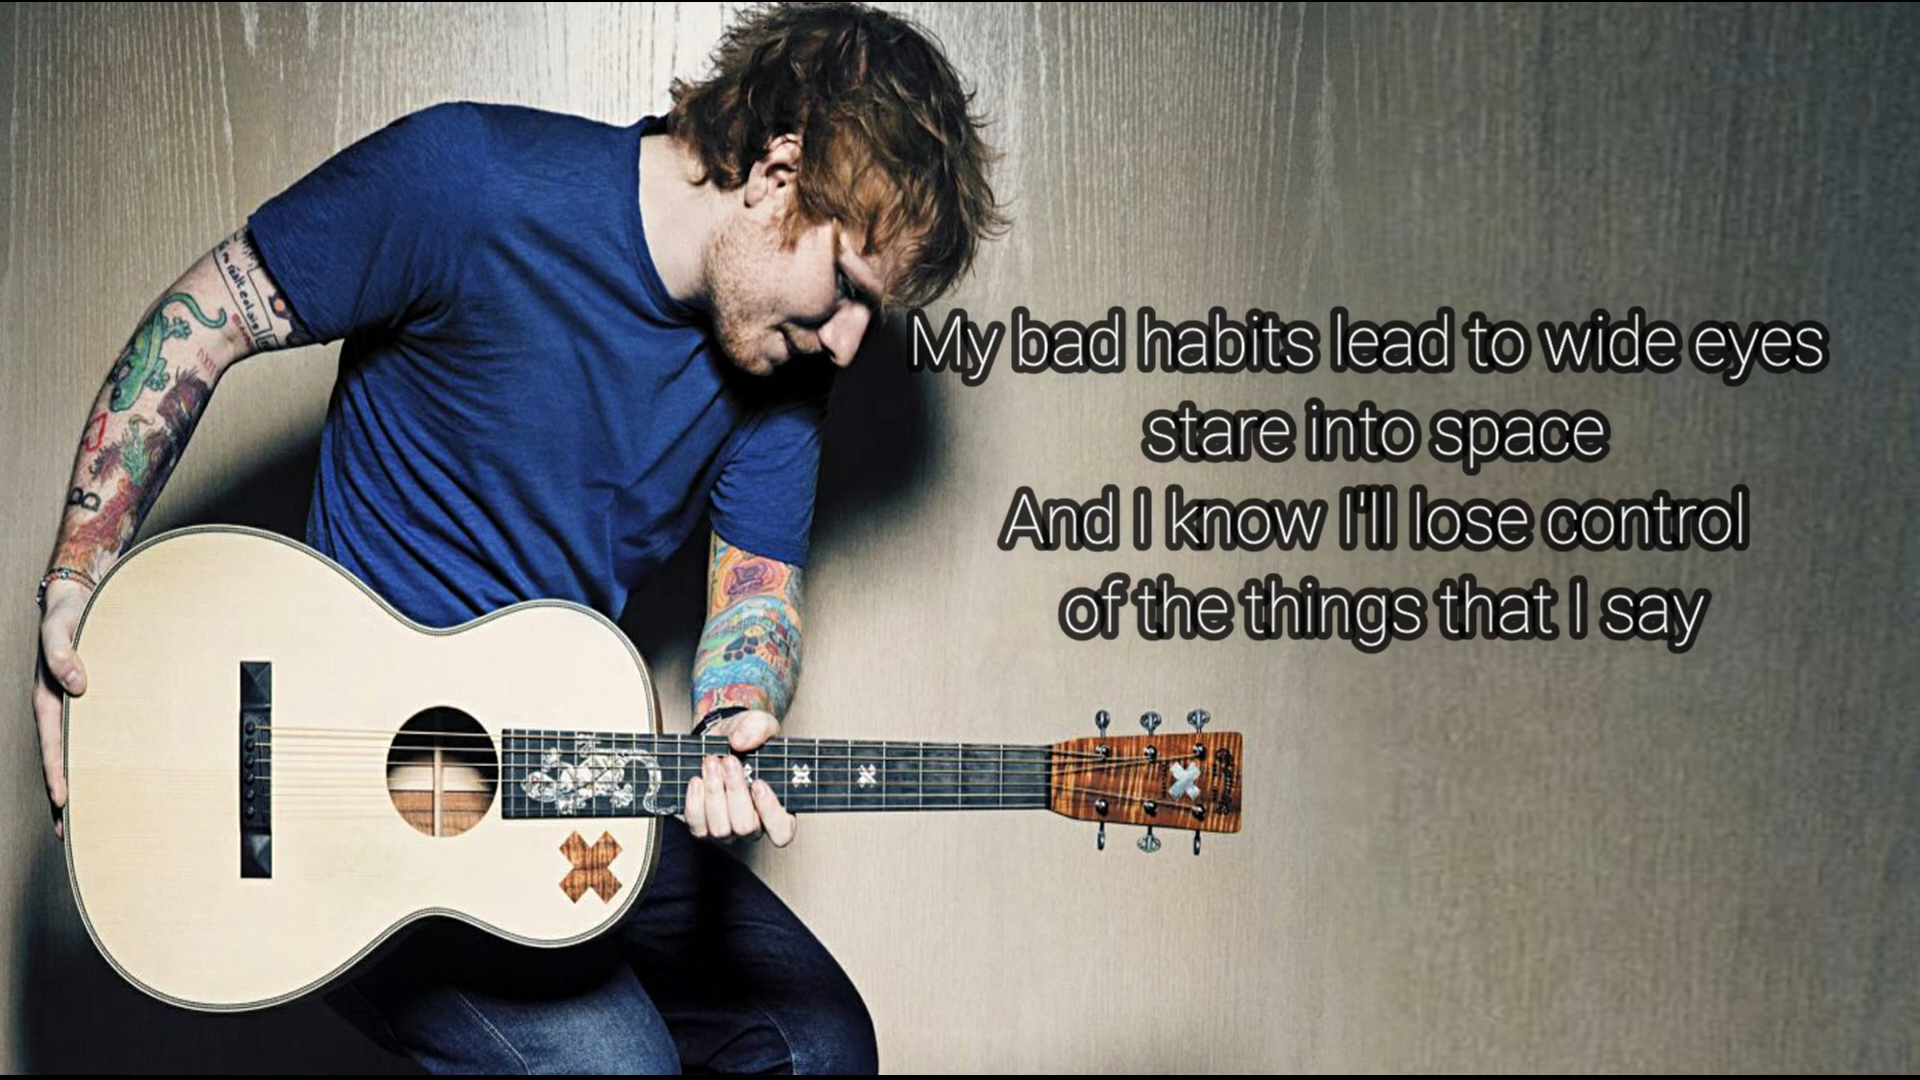 My bad habits lead to wide eyes
stare into space
And I know I'll lose control
of the things that I say